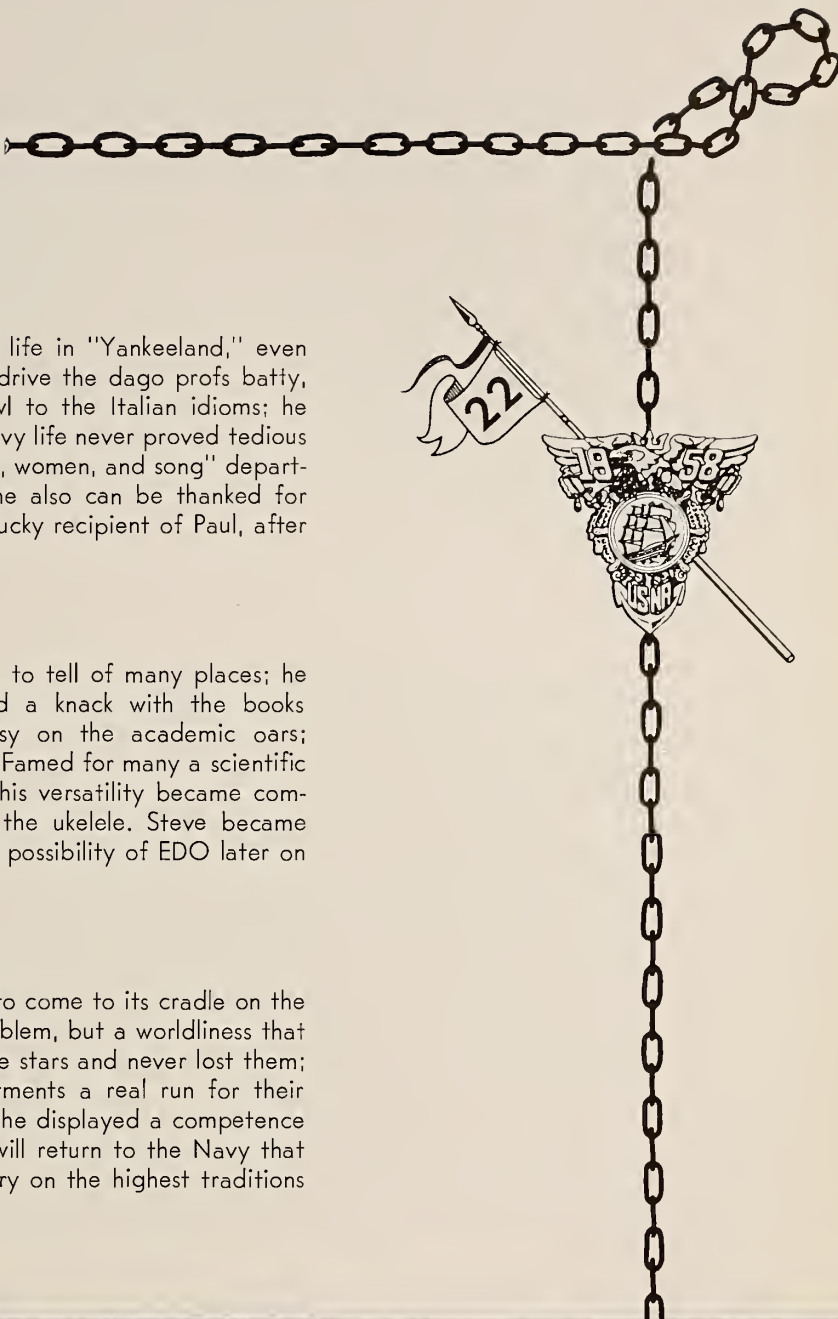 life in "Yankeeland," even
drive the dago profs batty,
wl to the Italian idioms; he
vy life never proved tedious
, women, and song" depart-
ne also can be thanked for
ucky recipient of Paul, after
22
19 58
USNA
to tell of many places; he
d a knack with the books
sy on the academic oars;
Famed for many a scientific
his versatility became com-
the ukelele. Steve became
possibility of EDO later on
to come to its cradle on the
blem, but a worldliness that
e stars and never lost them;
rtments a real run for their
he displayed a competence
will return to the Navy that
ry on the highest traditions